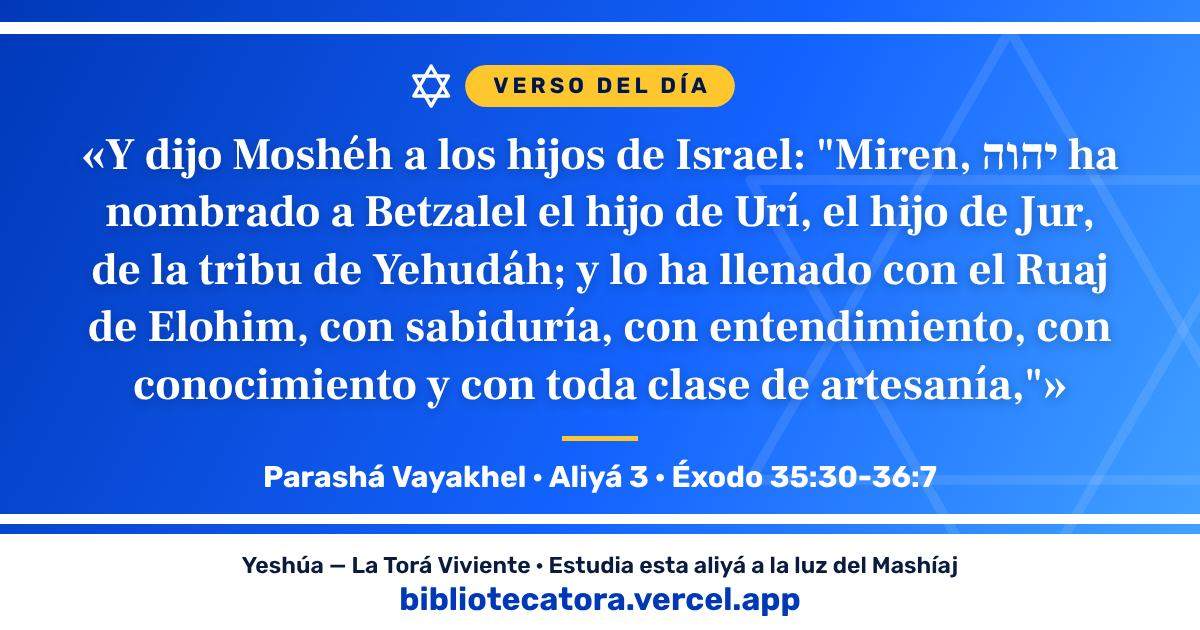 VERSO DEL DÍA
«Y dijo Moshéh a los hijos de Israel: "Miren, יהוה ha
nombrado a Betzalel el hijo de Urí, el hijo de Jur,
de la tribu de Yehudáh; y lo ha llenado con el Ruaj
de Elohim, con sabiduría, con entendimiento, con
conocimiento y con toda clase de artesanía,"»
Parashá Vayakhel • Aliyá 3 • Éxodo 35:30-36:7
Yeshúa — La Torá Viviente • Estudia esta aliyá a la luz del Mashíaj
bibliotecatora.vercel.app